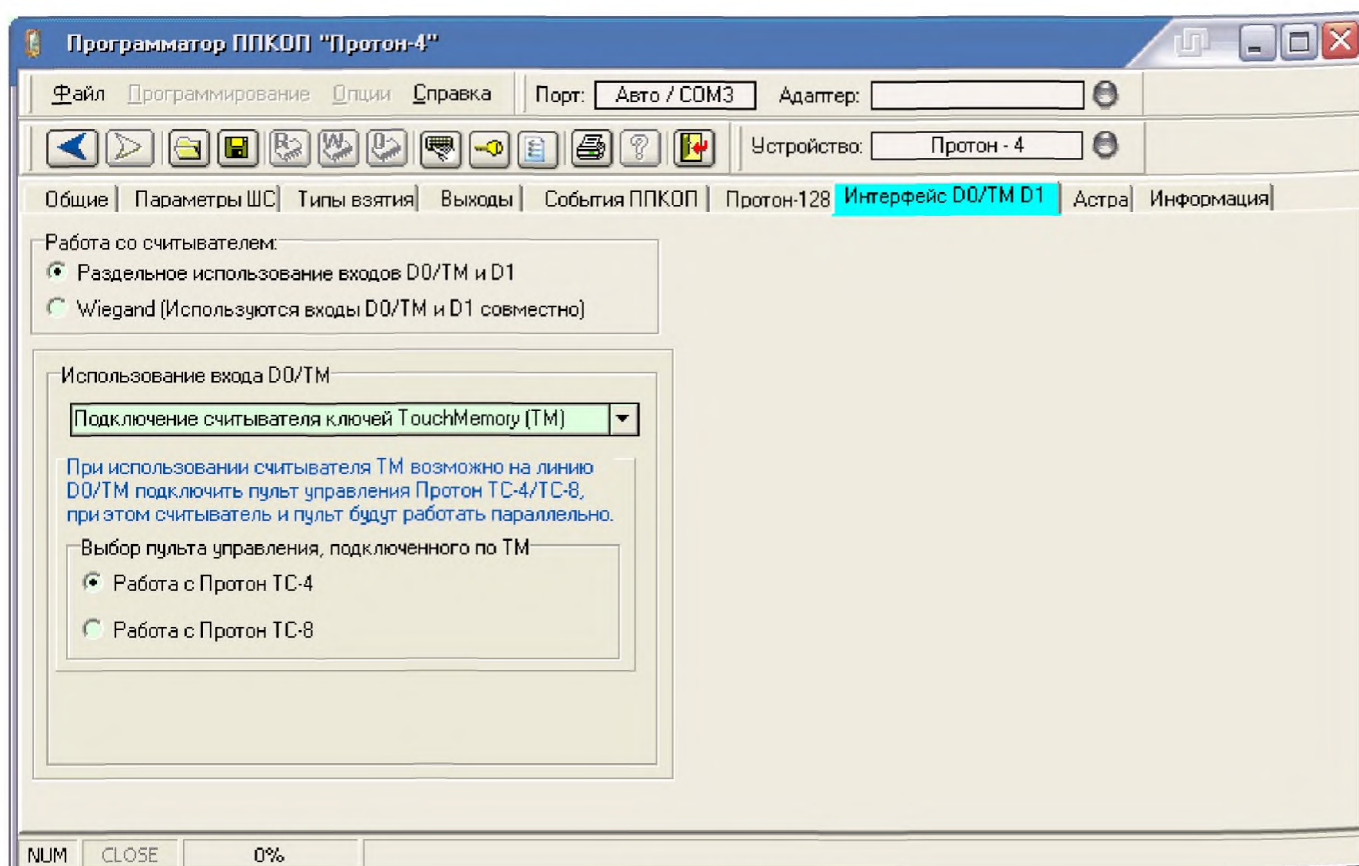 Программатор ППКОП "Протон-4"
Файл Программирование Опции Справка Порт: Авто / COM3 Адаптер:
Устройство: Протон - 4
Общие Параметры ШС Типы взятия Выходы События ППКОП Протон-128 Интерфейс D0/TM D1 Астра Информация
Работа со считывателем:
Раздельное использование входов D0/TM и D1
Wiegand (Используются входы D0/TM и D1 совместно)
Использование входа D0/TM
Подключение считывателя ключей TouchMemory (TM)
При использовании считывателя ТМ возможно на линию
D0/TM подключить пульт управления Протон ТС-4/ТС-8,
при этом считыватель и пульт будут работать параллельно.
Выбор пульта управления, подключенного по ТМ
Работа с Протон ТС-4
Работа с Протон ТС-8
NUM CLOSE 0%